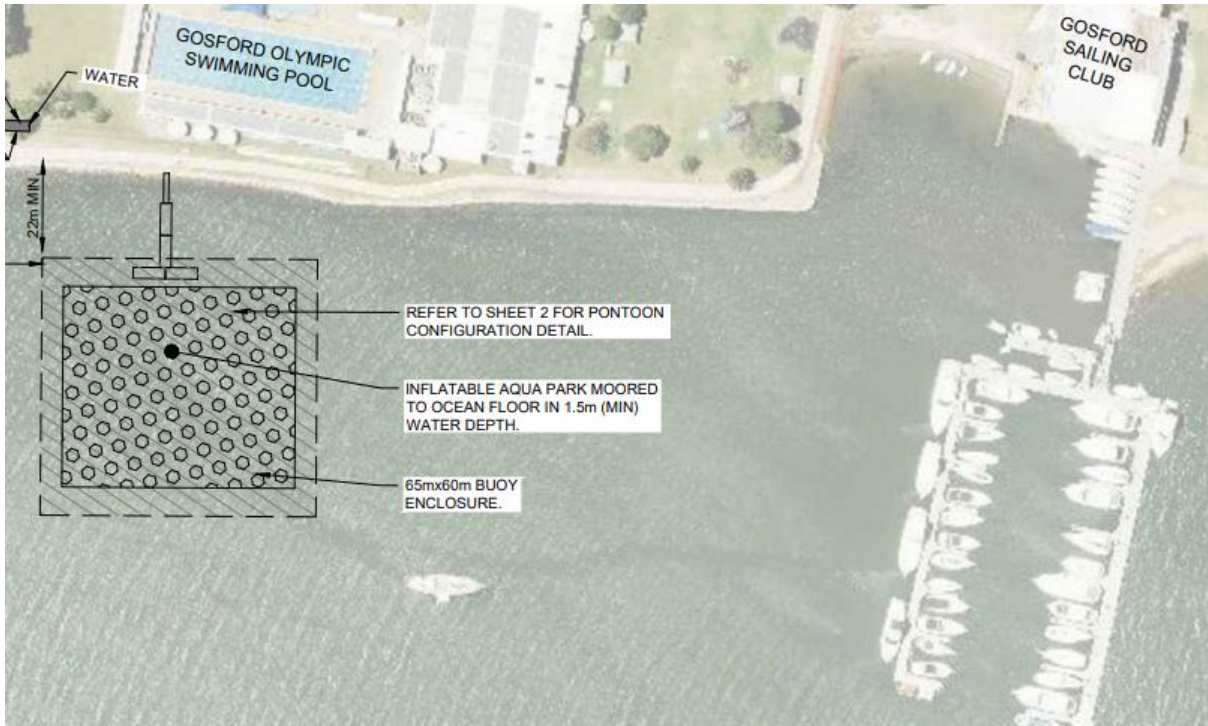 GOSFORD OLYMPIC
SWIMMING POOL
GOSFORD
SAILING
CLUB
WATER
22m MIN
REFER TO SHEET 2 FOR PONTOON
CONFIGURATION DETAIL.
INFLATABLE AQUA PARK MOORED
TO OCEAN FLOOR IN 1.5m (MIN)
WATER DEPTH.
65mx60m BUOY
ENCLOSURE.